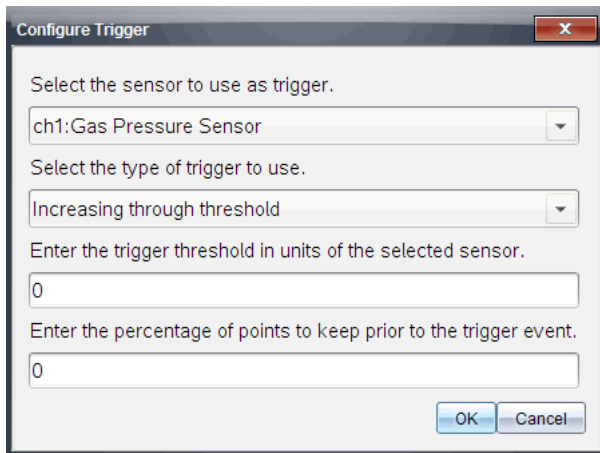 Configure Trigger
Select the sensor to use as trigger.
ch1:Gas Pressure Sensor
Select the type of trigger to use.
Increasing through threshold
Enter the trigger threshold in units of the selected sensor.
0
Enter the percentage of points to keep prior to the trigger event.
0
OK Cancel